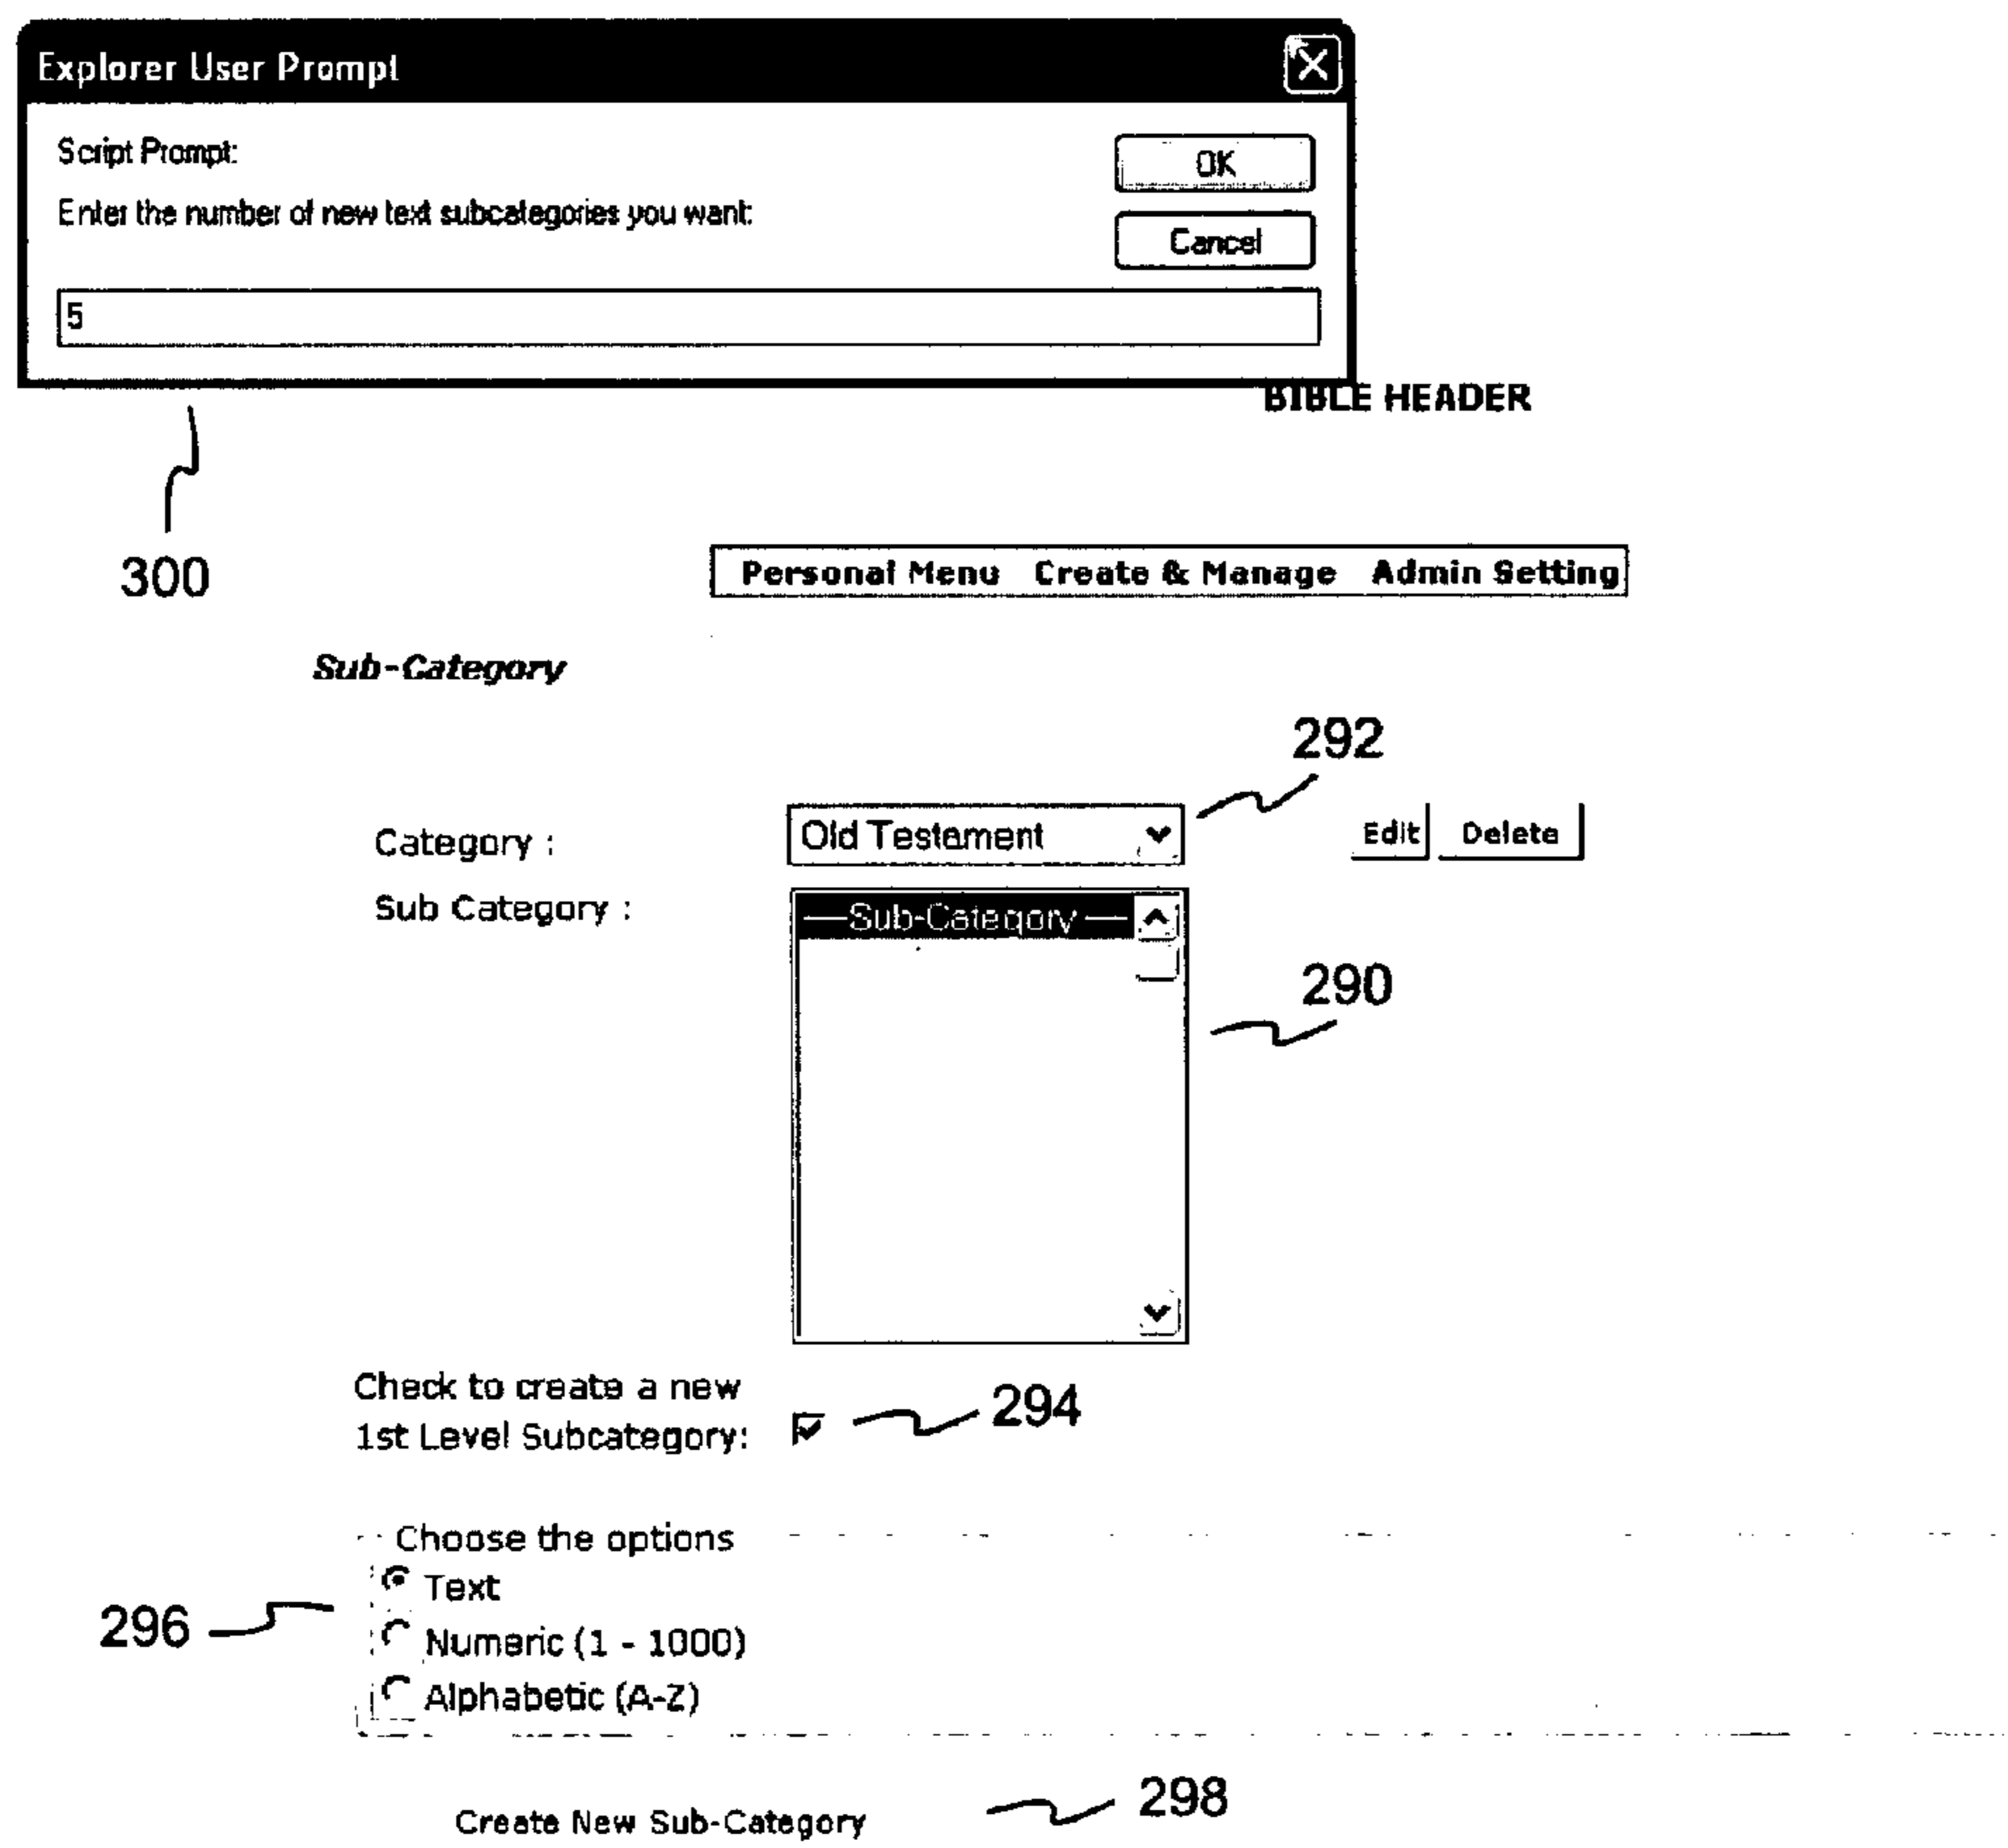 Explorer User Prompt
Script Prompt:
OK
Enter the number of new text subcategories you want:
Cancel
5
BIBLE HEADER
300
Personal Menu Create & Manage Admin Setting
Sub-Category
292
Category : Old Testament Edit Delete
Sub Category : —Sub-Category—
290
Check to create a new
1st Level Subcategory: 294
Choose the options
Text
296
Numeric (1 - 1000)
Alphabetic (A-Z)
298
Create New Sub-Category